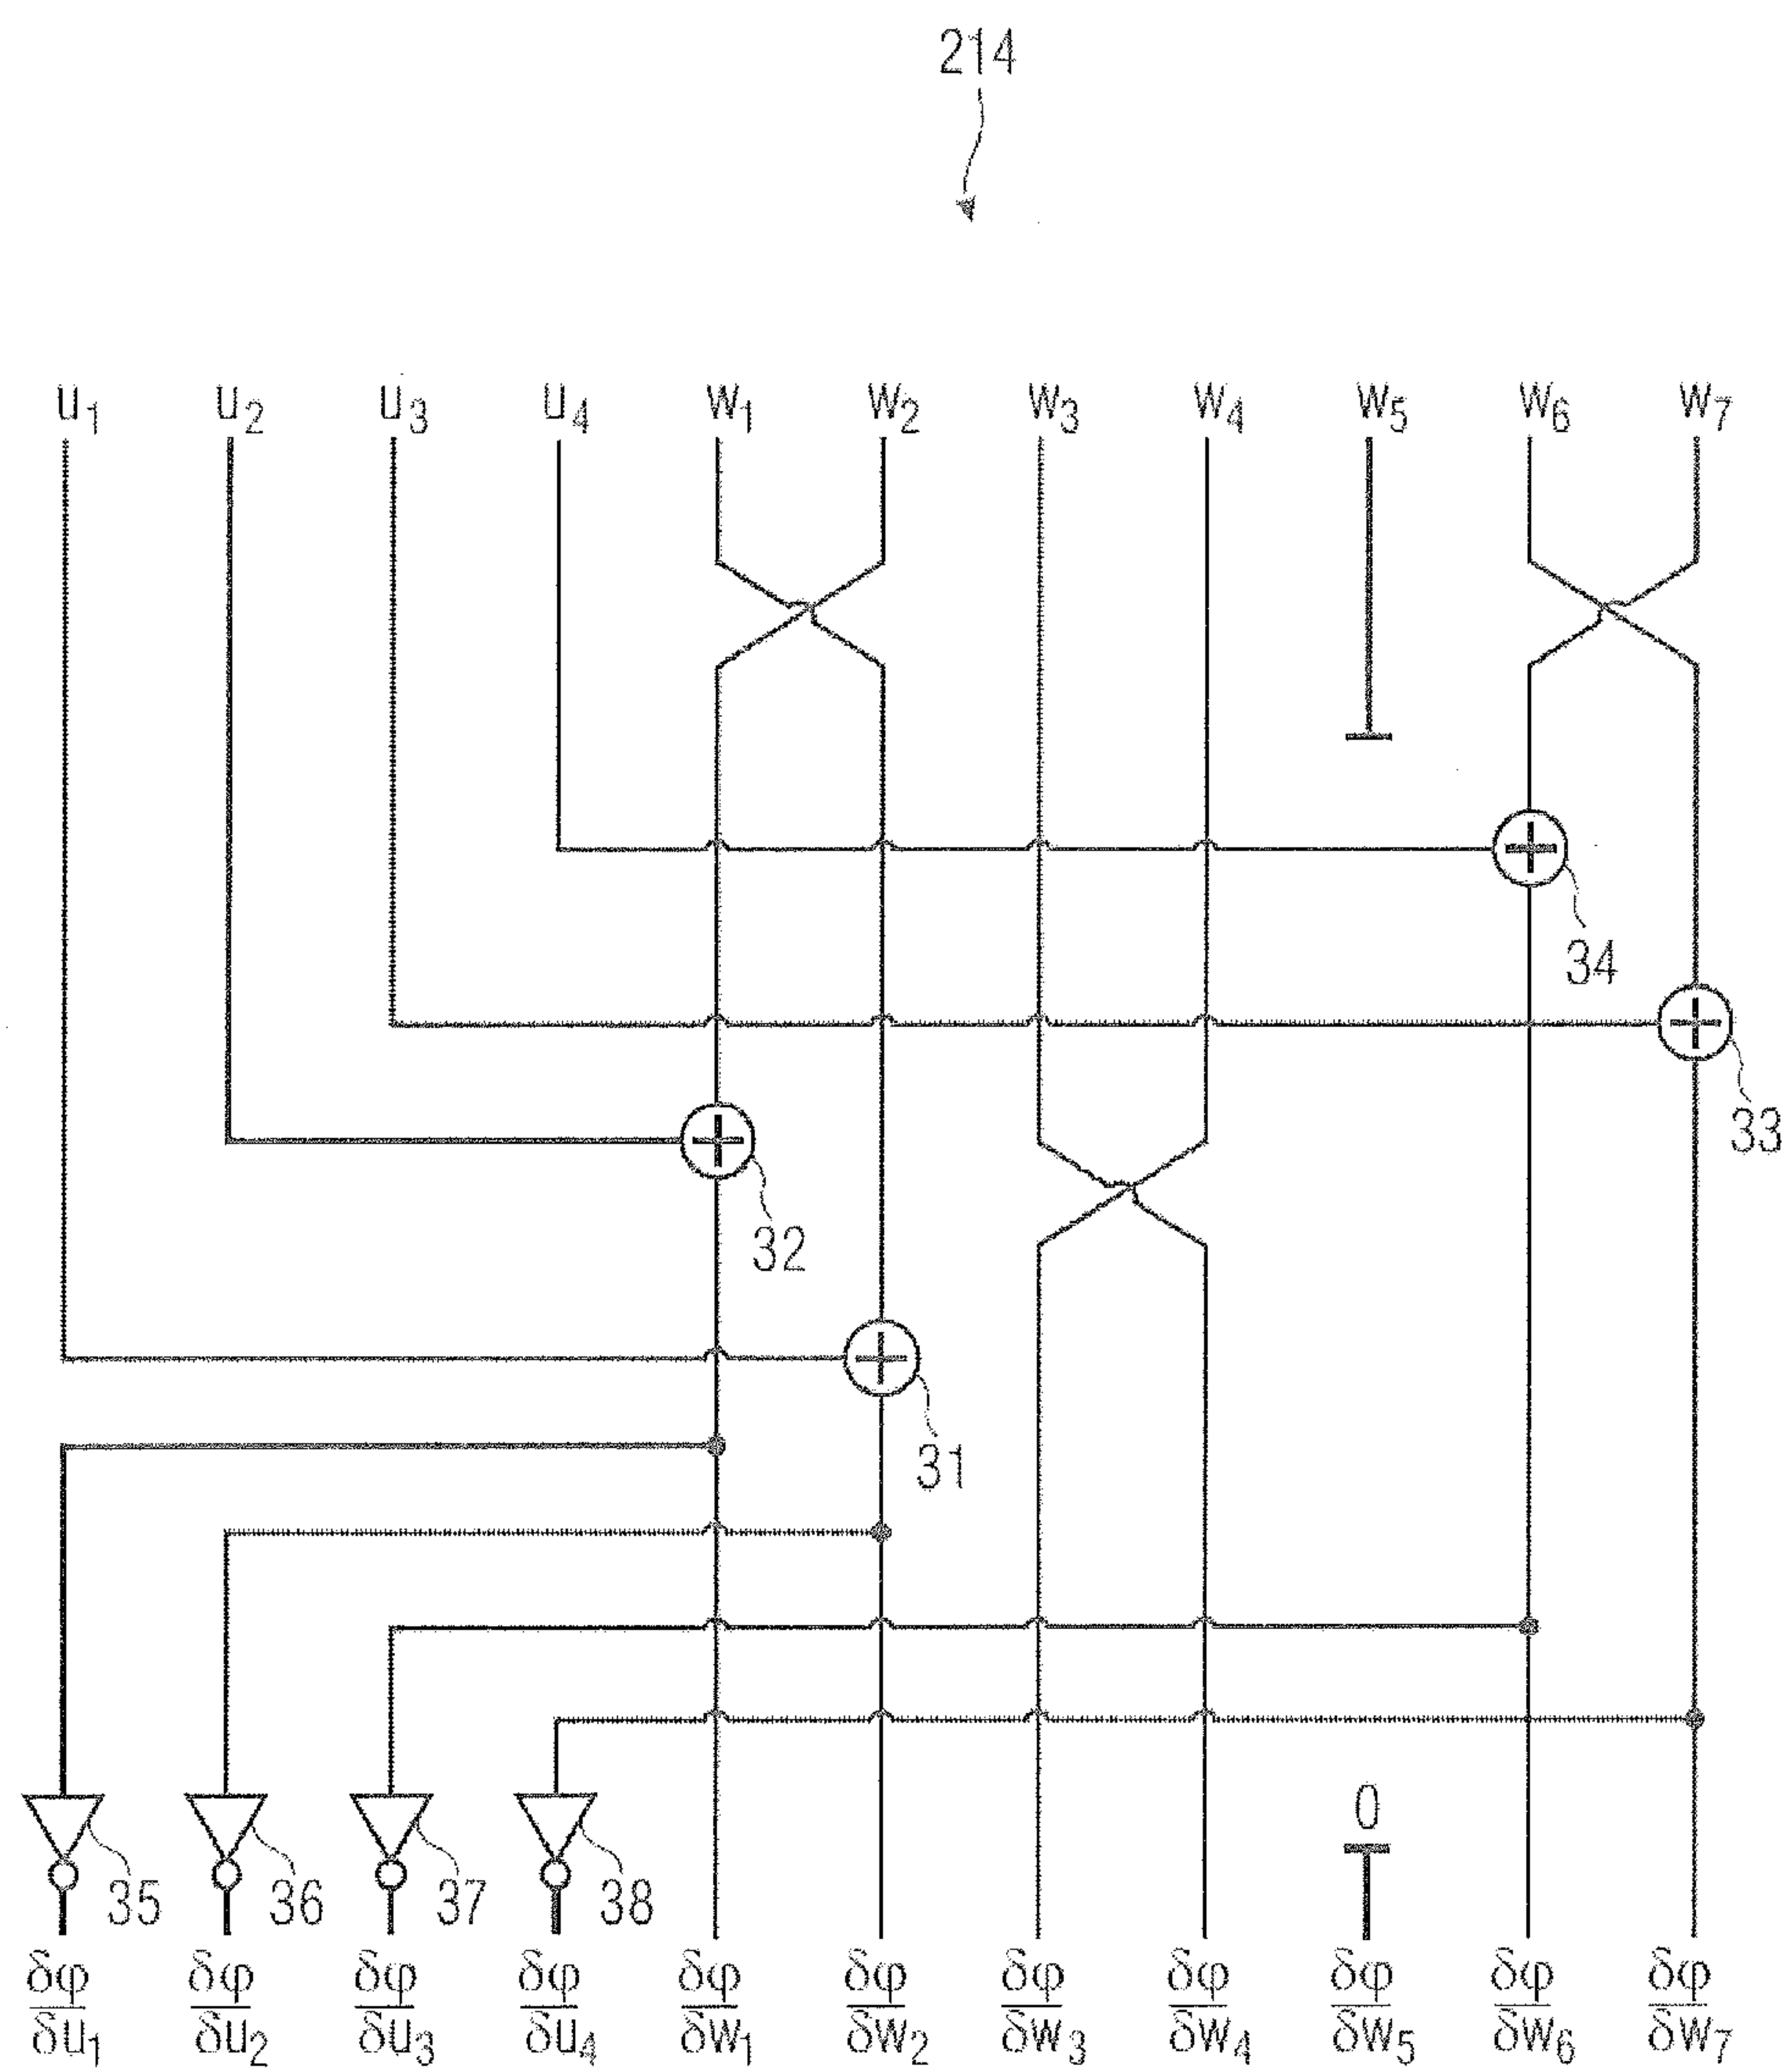 214
u₁ u₂ u₃ u₄ w₁ w₂ w₃ w₄ w₅ w₆ w₇
34
33
32
31
0
35 36 37 38
δφ δφ δφ δφ δφ δφ δφ δφ δφ δφ δφ
δu₁ δu₂ δu₃ δu₄ δw₁ δw₂ δw₃ δw₄ δw₅ δw₆ δw₇